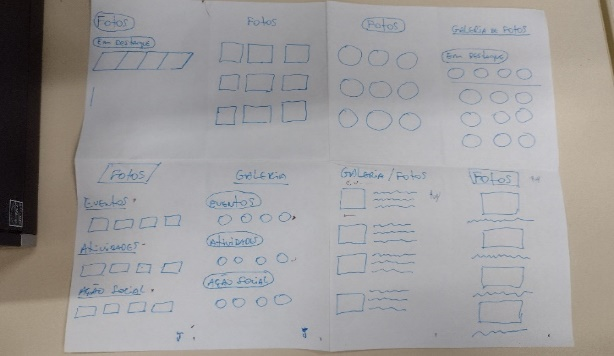 Fotos
Em Destaque
Fotos
Fotos
GALERIA DE FOTOS
Em Destaque
Fotos
EVENTOS
ATIVIDADES
AÇÃO SOCIAL
GALERIA
EVENTOS
ATIVIDADES
AÇÃO SOCIAL
GALERIA/FOTOS
FOTOS